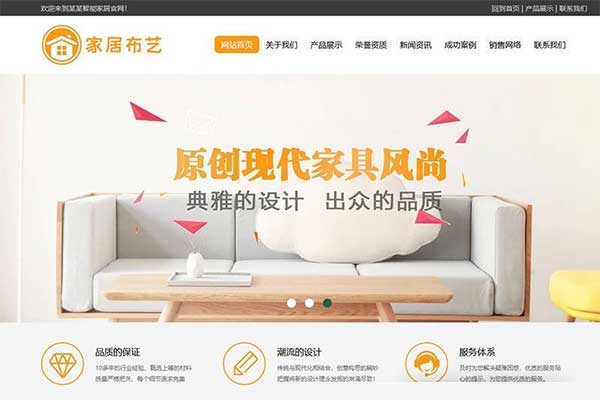 欢迎来到某某智能家居官网！
回到首页 | 产品展示 | 联系我们
家居布艺
网站首页 关于我们 产品展示 荣誉资质 新闻资讯 成功案例 销售网络 联系我们
原创现代家具风尚
典雅的设计 出众的品质
品质的保证
10多年的行业经验，甄选上等的材料
质量严格把关，每个细节追求完美
潮流的设计
传统与现代化相结合，创意构思的精妙
把握将新的设计理念发挥的淋漓尽致！
服务体系
及时为您解决疑难困惑，优质的服务贴
心的提示，为您提供优质的服务。